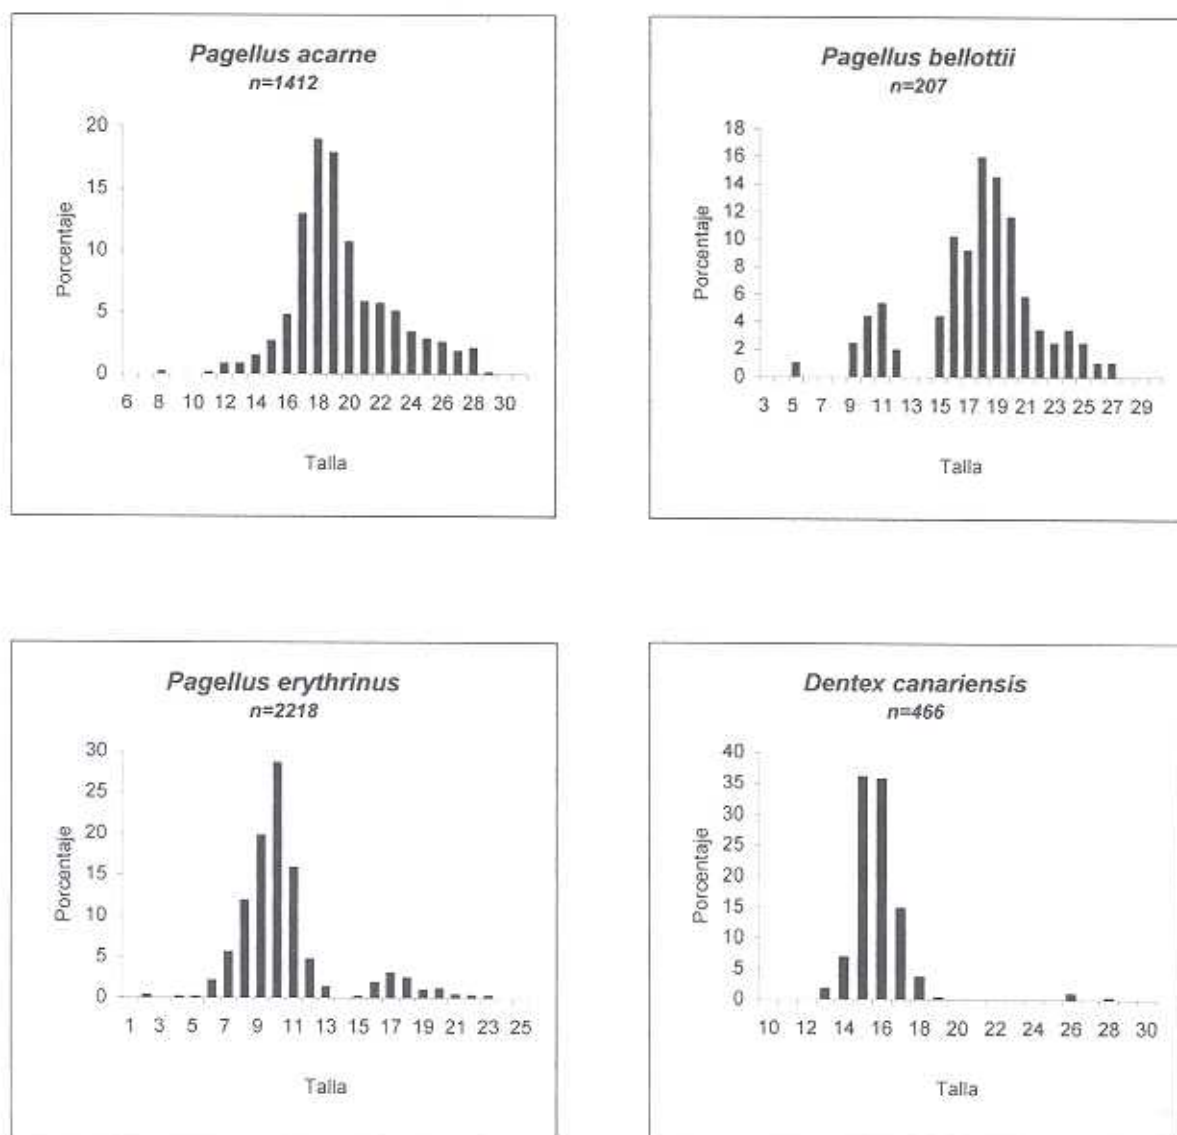 Pagellus acarne
n=1412
20
15
10
5
0
Porcentaje
6 8 10 12 14 16 18 20 22 24 26 28 30
Talla
Pagellus bellottii
n=207
18
16
14
12
10
8
6
4
2
0
Porcentaje
3 5 7 9 11 13 15 17 19 21 23 25 27 29
Talla
Pagellus erythrinus
n=2218
30
25
20
15
10
5
0
Porcentaje
1 3 5 7 9 11 13 15 17 19 21 23 25
Talla
Dentex canariensis
n=466
40
35
30
25
20
15
10
5
0
Porcentaje
10 12 14 16 18 20 22 24 26 28 30
Talla